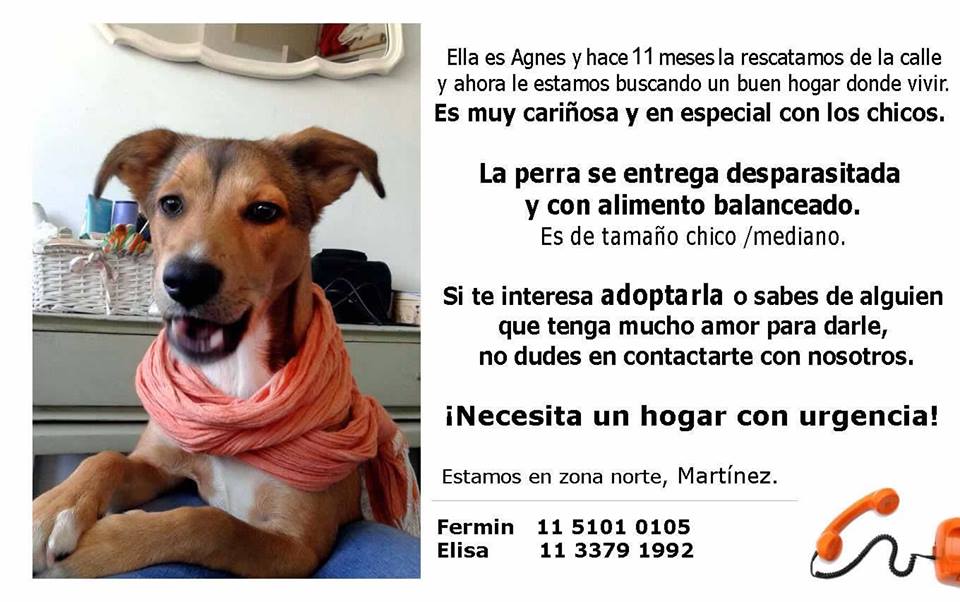 Ella es Agnes y hace 11 meses la rescatamos de la calle
y ahora le estamos buscando un buen hogar donde vivir.
Es muy cariñosa y en especial con los chicos.
La perra se entrega desparasitada
y con alimento balanceado.
Es de tamaño chico /mediano.
Si te interesa adoptarla o sabes de alguien
que tenga mucho amor para darle,
no dudes en contactarte con nosotros.
¡Necesita un hogar con urgencia!
Estamos en zona norte, Martínez.
Fermin 11 5101 0105
Elisa 11 3379 1992